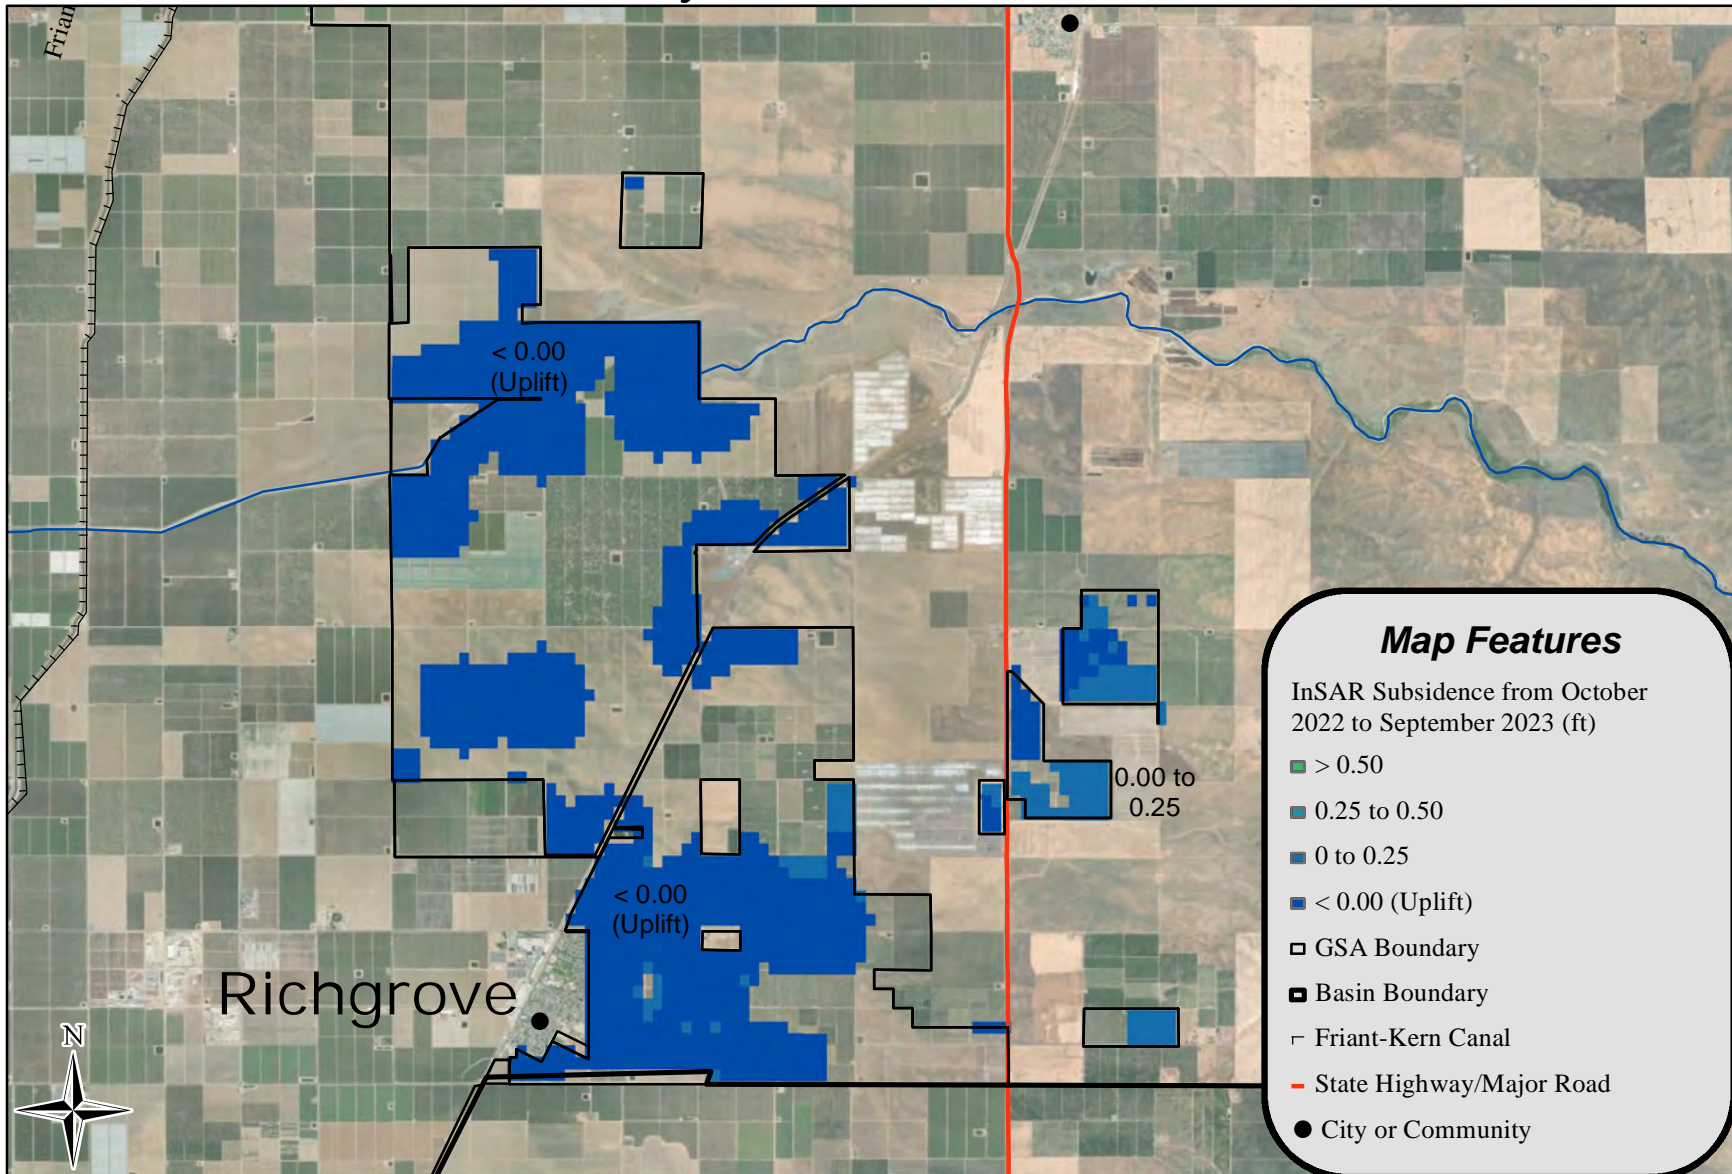 Frian
< 0.00
(Uplift)
0.00 to
0.25
< 0.00
(Uplift)
Richgrove
N
Map Features
InSAR Subsidence from October
2022 to September 2023 (ft)
> 0.50
0.25 to 0.50
0 to 0.25
< 0.00 (Uplift)
GSA Boundary
Basin Boundary
Friant-Kern Canal
State Highway/Major Road
City or Community